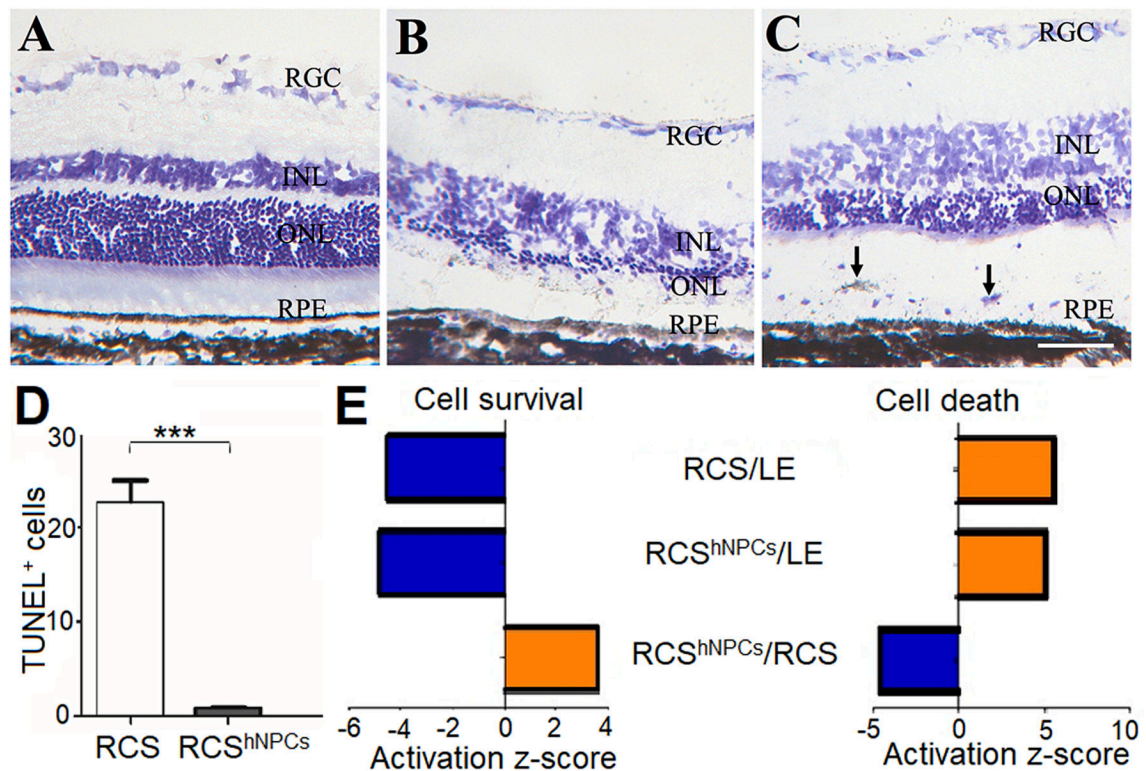 A
RGC
INL
ONL
RPE
B
RGC
INL
ONL
RPE
C
RGC
INL
ONL
RPE
D
***
30
20
10
0
TUNEL+ cells
RCS RCShNPCs
E
Cell survival
Cell death
RCS/LE
RCShNPCs/LE
RCShNPCs/RCS
-6 -4 -2 0 2 4
Activation z-score
-5 0 5 10
Activation z-score